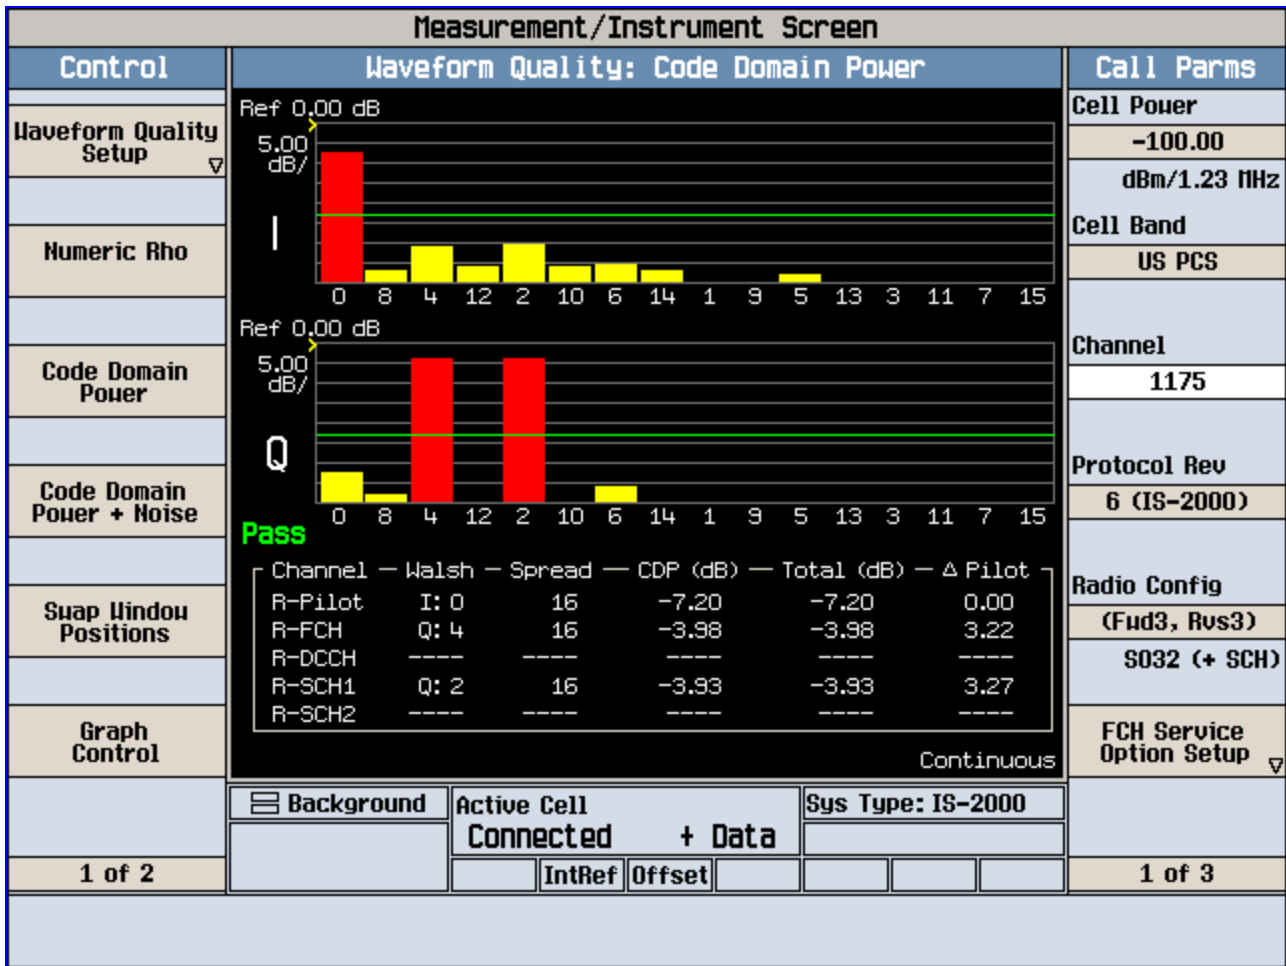 Measurement/Instrument Screen
Control
Waveform Quality Setup
Numeric Rho
Code Domain Power
Code Domain Power + Noise
Swap Window Positions
Graph Control
1 of 2
Waveform Quality: Code Domain Power
Ref 0.00 dB
5.00 dB/
I
0 8 4 12 2 10 6 14 1 9 5 13 3 11 7 15
Ref 0.00 dB
5.00 dB/
Q
0 8 4 12 2 10 6 14 1 9 5 13 3 11 7 15
Pass
Channel — Walsh — Spread — CDP (dB) — Total (dB) — Δ Pilot
R-Pilot I: 0 16 -7.20 -7.20 0.00
R-FCH Q: 4 16 -3.98 -3.98 3.22
R-DCCH ---- ---- ---- ---- ----
R-SCH1 Q: 2 16 -3.93 -3.93 3.27
R-SCH2 ---- ---- ---- ---- ----
Continuous
Background
Active Cell
Connected + Data
Sys Type: IS-2000
IntRef Offset
Call Parms
Cell Power
-100.00
dBm/1.23 MHz
Cell Band
US PCS
Channel
1175
Protocol Rev
6 (IS-2000)
Radio Config
(Fwd3, Rvs3)
SO32 (+ SCH)
FCH Service Option Setup
1 of 3